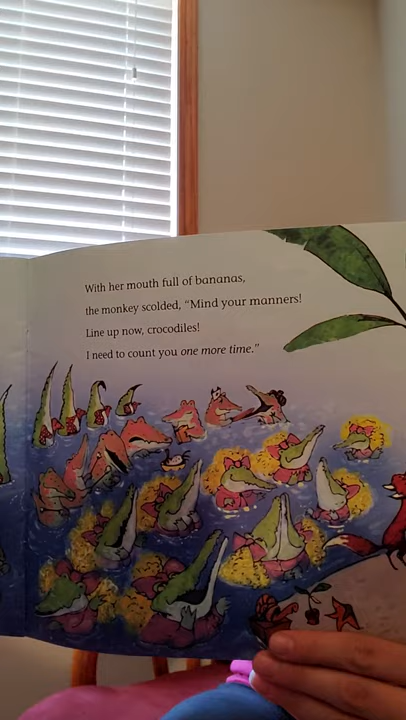 With her mouth full of bananas,
the monkey scolded, “Mind your manners!
Line up now, crocodiles!
I need to count you one more time.”